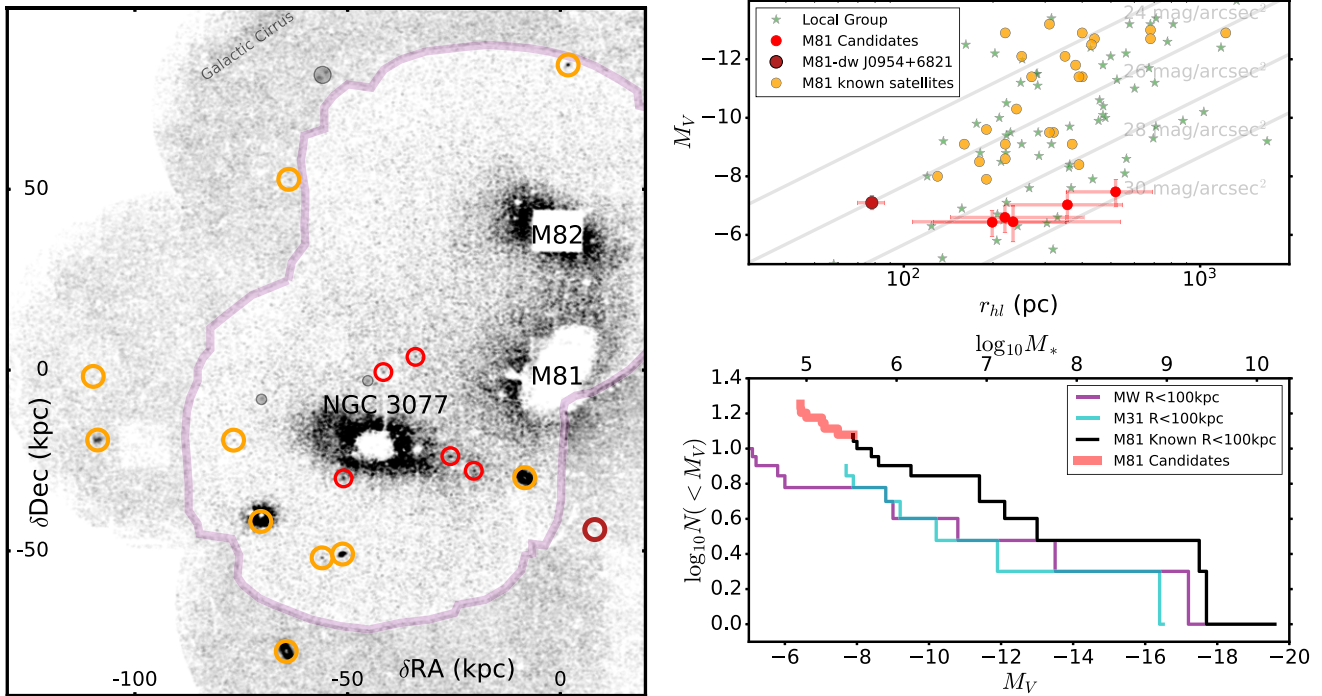 Galactic Cirrus
M82
M81
NGC 3077
50
0
-50
δDec (kpc)
-100
-50
0
δRA (kpc)
Local Group
M81 Candidates
M81-dw J0954+6821
M81 known satellites
24 mag/arcsec²
26 mag/arcsec²
28 mag/arcsec²
30 mag/arcsec²
−12
−10
−8
−6
M_V
10²
10³
r_hl (pc)
log₁₀M_*
5
6
7
8
9
10
MW R<100kpc
M31 R<100kpc
M81 Known R<100kpc
M81 Candidates
1.4
1.2
1.0
0.8
0.6
0.4
0.2
0.0
log₁₀N(< M_V)
−6
−8
−10
−12
−14
−16
−18
−20
M_V